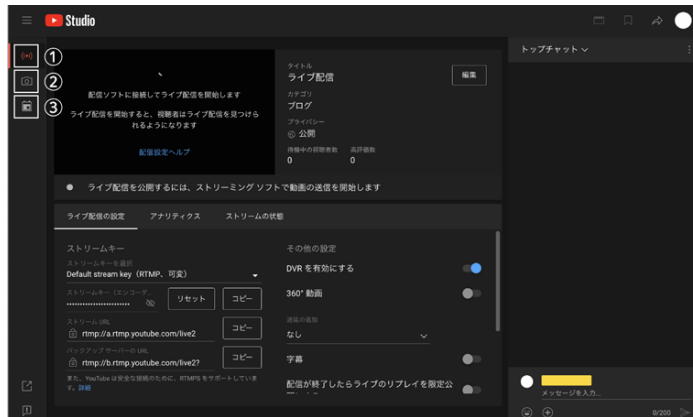 Studio
①
②
③
配信ソフトに接続してライブ配信を開始します
ライブ配信を開始すると、視聴者はライブ配信を見つけら
れるようになります
配信設定ヘルプ
タイトル
ライブ配信
編集
カテゴリ
ブログ
プライバシー
公開
待機中の視聴者数 高評価数
0 0
トップチャット
ライブ配信を公開するには、ストリーミング ソフトで動画の送信を開始します
ライブ配信の設定 アナリティクス ストリームの状態
ストリームキー
ストリームキーを選択
Default stream key（RTMP、可変）
ストリームキー（エンコーダ...
リセット コピー
ストリーム URL
rtmp://a.rtmp.youtube.com/live2
コピー
バックアップ サーバーの URL
rtmp://b.rtmp.youtube.com/live2?
コピー
また、YouTube は安全な接続のために、RTMPS をサポートしていま
す。詳細
その他の設定
DVR を有効にする
360° 動画
遅延の追加
なし
字幕
配信が終了したらライブのリプレイを限定公
メッセージを入力...
0/200